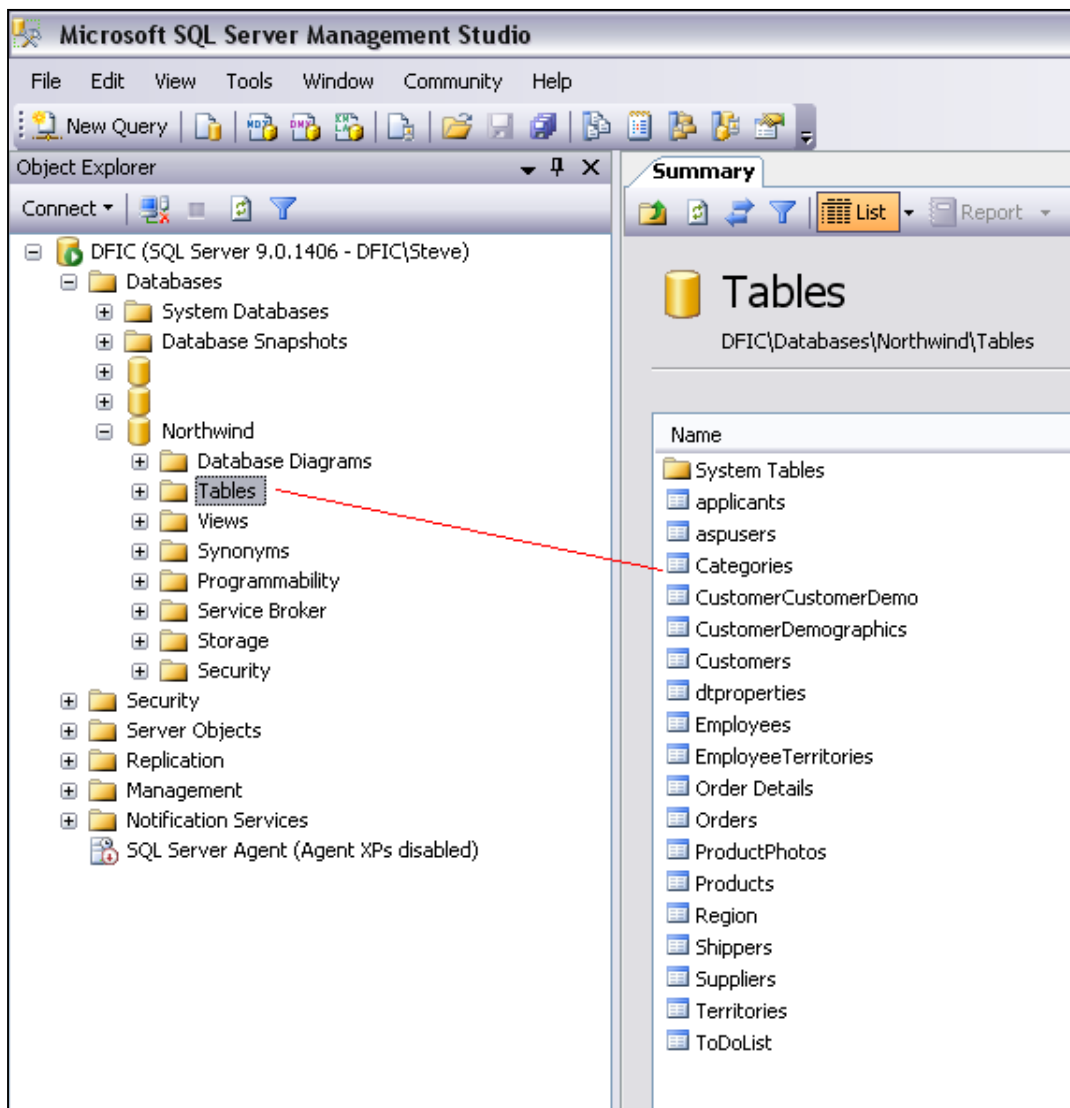 Microsoft SQL Server Management Studio
File Edit View Tools Window Community Help
New Query
Object Explorer
Connect
DFIC (SQL Server 9.0.1406 - DFIC\Steve)
Databases
System Databases
Database Snapshots
Northwind
Database Diagrams
Tables
Views
Synonyms
Programmability
Service Broker
Storage
Security
Security
Server Objects
Replication
Management
Notification Services
SQL Server Agent (Agent XPs disabled)
Summary
List Report
Tables
DFIC\Databases\Northwind\Tables
Name
System Tables
applicants
aspusers
Categories
CustomerCustomerDemo
CustomerDemographics
Customers
dtproperties
Employees
EmployeeTerritories
Order Details
Orders
ProductPhotos
Products
Region
Shippers
Suppliers
Territories
ToDoList